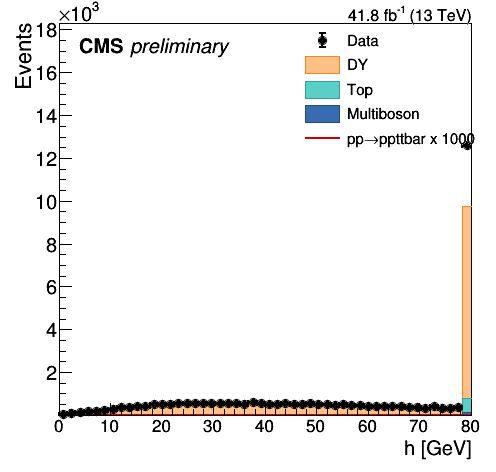 ×10³
41.8 fb⁻¹ (13 TeV)
Events
CMS preliminary
Data
DY
Top
Multiboson
pp→ppttbar x 1000
18
16
14
12
10
8
6
4
2
0 10 20 30 40 50 60 70 80
h [GeV]